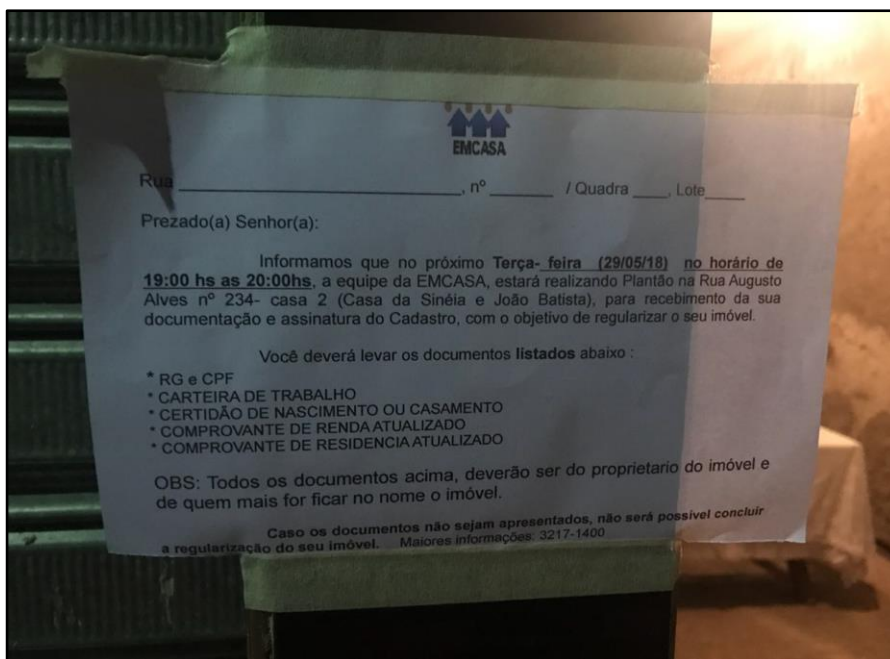 EMCASA
Rua ____________________________, nº _______ / Quadra ____, Lote____
Prezado(a) Senhor(a):
Informamos que no próximo Terça- feira (29/05/18) no horário de
19:00 hs as 20:00hs, a equipe da EMCASA, estará realizando Plantão na Rua Augusto
Alves nº 234- casa 2 (Casa da Sinéia e João Batista), para recebimento da sua
documentação e assinatura do Cadastro, com o objetivo de regularizar o seu imóvel.
Você deverá levar os documentos listados abaixo :
* RG e CPF
* CARTEIRA DE TRABALHO
* CERTIDÃO DE NASCIMENTO OU CASAMENTO
* COMPROVANTE DE RENDA ATUALIZADO
* COMPROVANTE DE RESIDENCIA ATUALIZADO
OBS: Todos os documentos acima, deverão ser do proprietario do imóvel e
de quem mais for ficar no nome o imóvel.
Caso os documentos não sejam apresentados, não será possível concluir
a regularização do seu imóvel. Maiores informações: 3217-1400